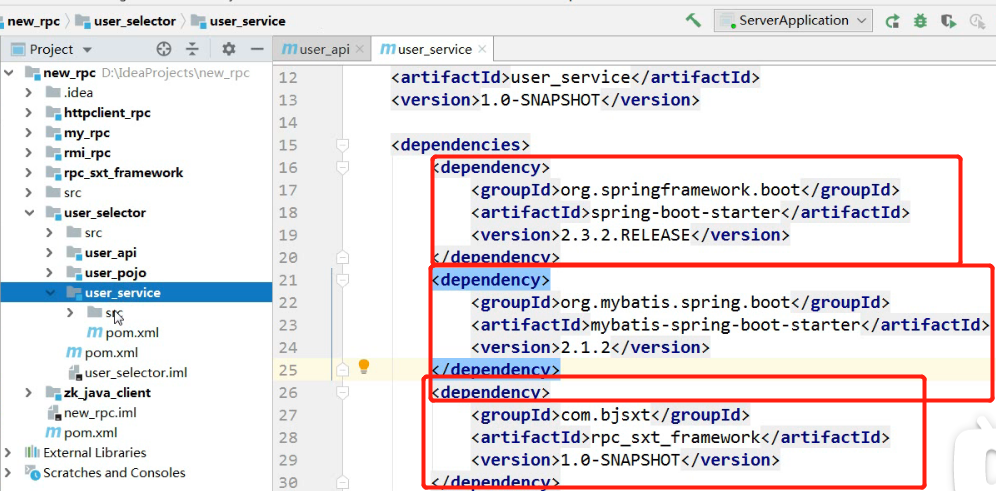 new_rpc user_selector user_service
ServerApplication
Project
user_api
user_service
new_rpc D:\IdeaProjects\new_rpc
.idea
httpclient_rpc
my_rpc
rmi_rpc
rpc_sxt_framework
src
user_selector
src
user_api
user_pojo
user_service
src
pom.xml
pom.xml
user_selector.iml
zk_java_client
new_rpc.iml
pom.xml
External Libraries
Scratches and Consoles
12 <artifactId>user_service</artifactId>
13 <version>1.0-SNAPSHOT</version>
14
15 <dependencies>
16 <dependency>
17 <groupId>org.springframework.boot</groupId>
18 <artifactId>spring-boot-starter</artifactId>
19 <version>2.3.2.RELEASE</version>
20 </dependency>
21 <dependency>
22 <groupId>org.mybatis.spring.boot</groupId>
23 <artifactId>mybatis-spring-boot-starter</artifactId>
24 <version>2.1.2</version>
25 </dependency>
26 <dependency>
27 <groupId>com.bjsxt</groupId>
28 <artifactId>rpc_sxt_framework</artifactId>
29 <version>1.0-SNAPSHOT</version>
30 </dependency>